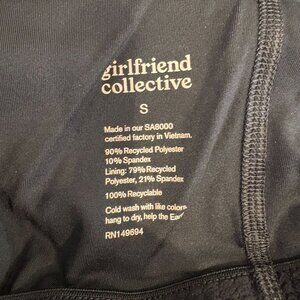 girlfriend
collective
S
Made in our SA8000
certified factory in Vietnam.
90% Recycled Polyester
10% Spandex
Lining: 79% Recycled
Polyester, 21% Spandex
100% Recyclable
Cold wash with like colors
hang to dry, help the
RN149694